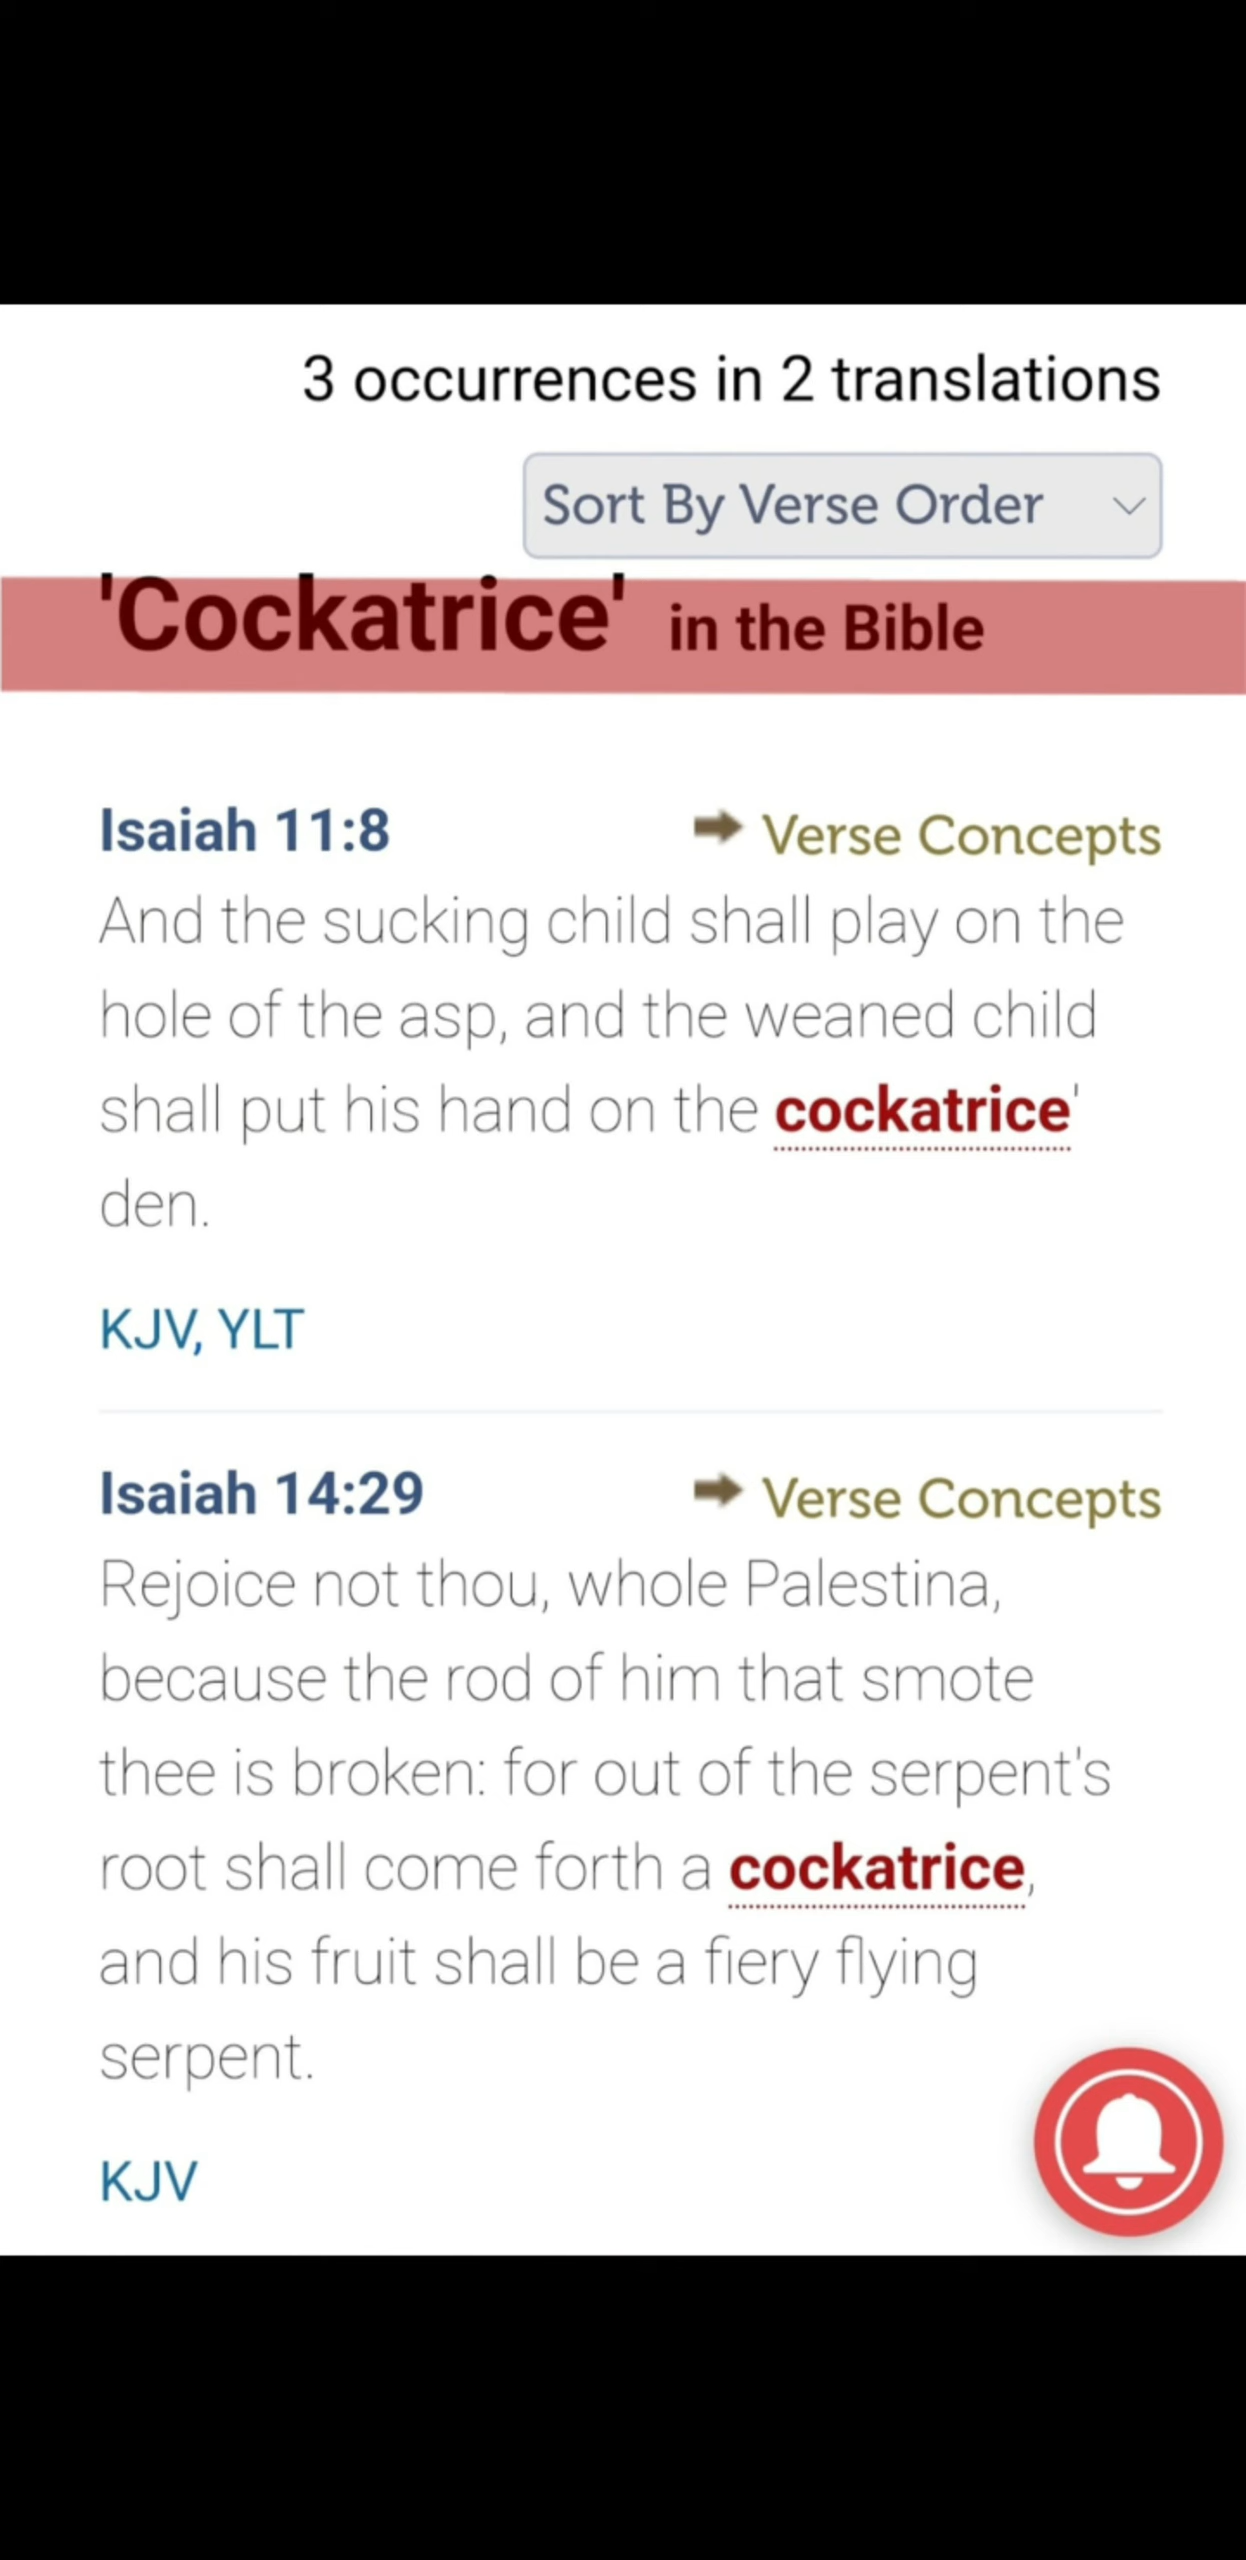 3 occurrences in 2 translations
Sort By Verse Order
'Cockatrice' in the Bible
Isaiah 11:8 Verse Concepts
And the sucking child shall play on the
hole of the asp, and the weaned child
shall put his hand on the cockatrice'
den.
KJV, YLT
Isaiah 14:29 Verse Concepts
Rejoice not thou, whole Palestina,
because the rod of him that smote
thee is broken: for out of the serpent's
root shall come forth a cockatrice,
and his fruit shall be a fiery flying
serpent.
KJV